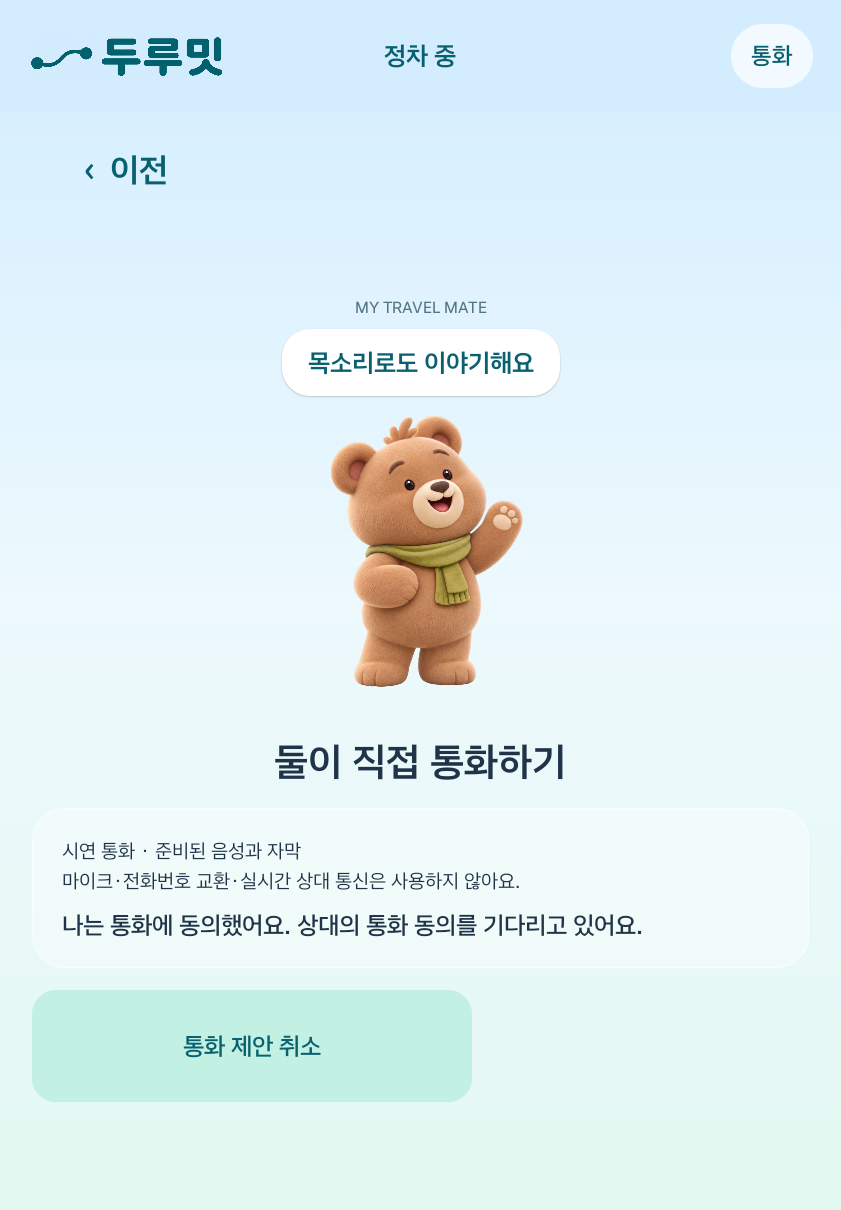 두루밋
정차 중
통화
‹ 이전
MY TRAVEL MATE
목소리로도 이야기해요
둘이 직접 통화하기
시연 통화 · 준비된 음성과 자막
마이크·전화번호 교환·실시간 상대 통신은 사용하지 않아요.
나는 통화에 동의했어요. 상대의 통화 동의를 기다리고 있어요.
통화 제안 취소